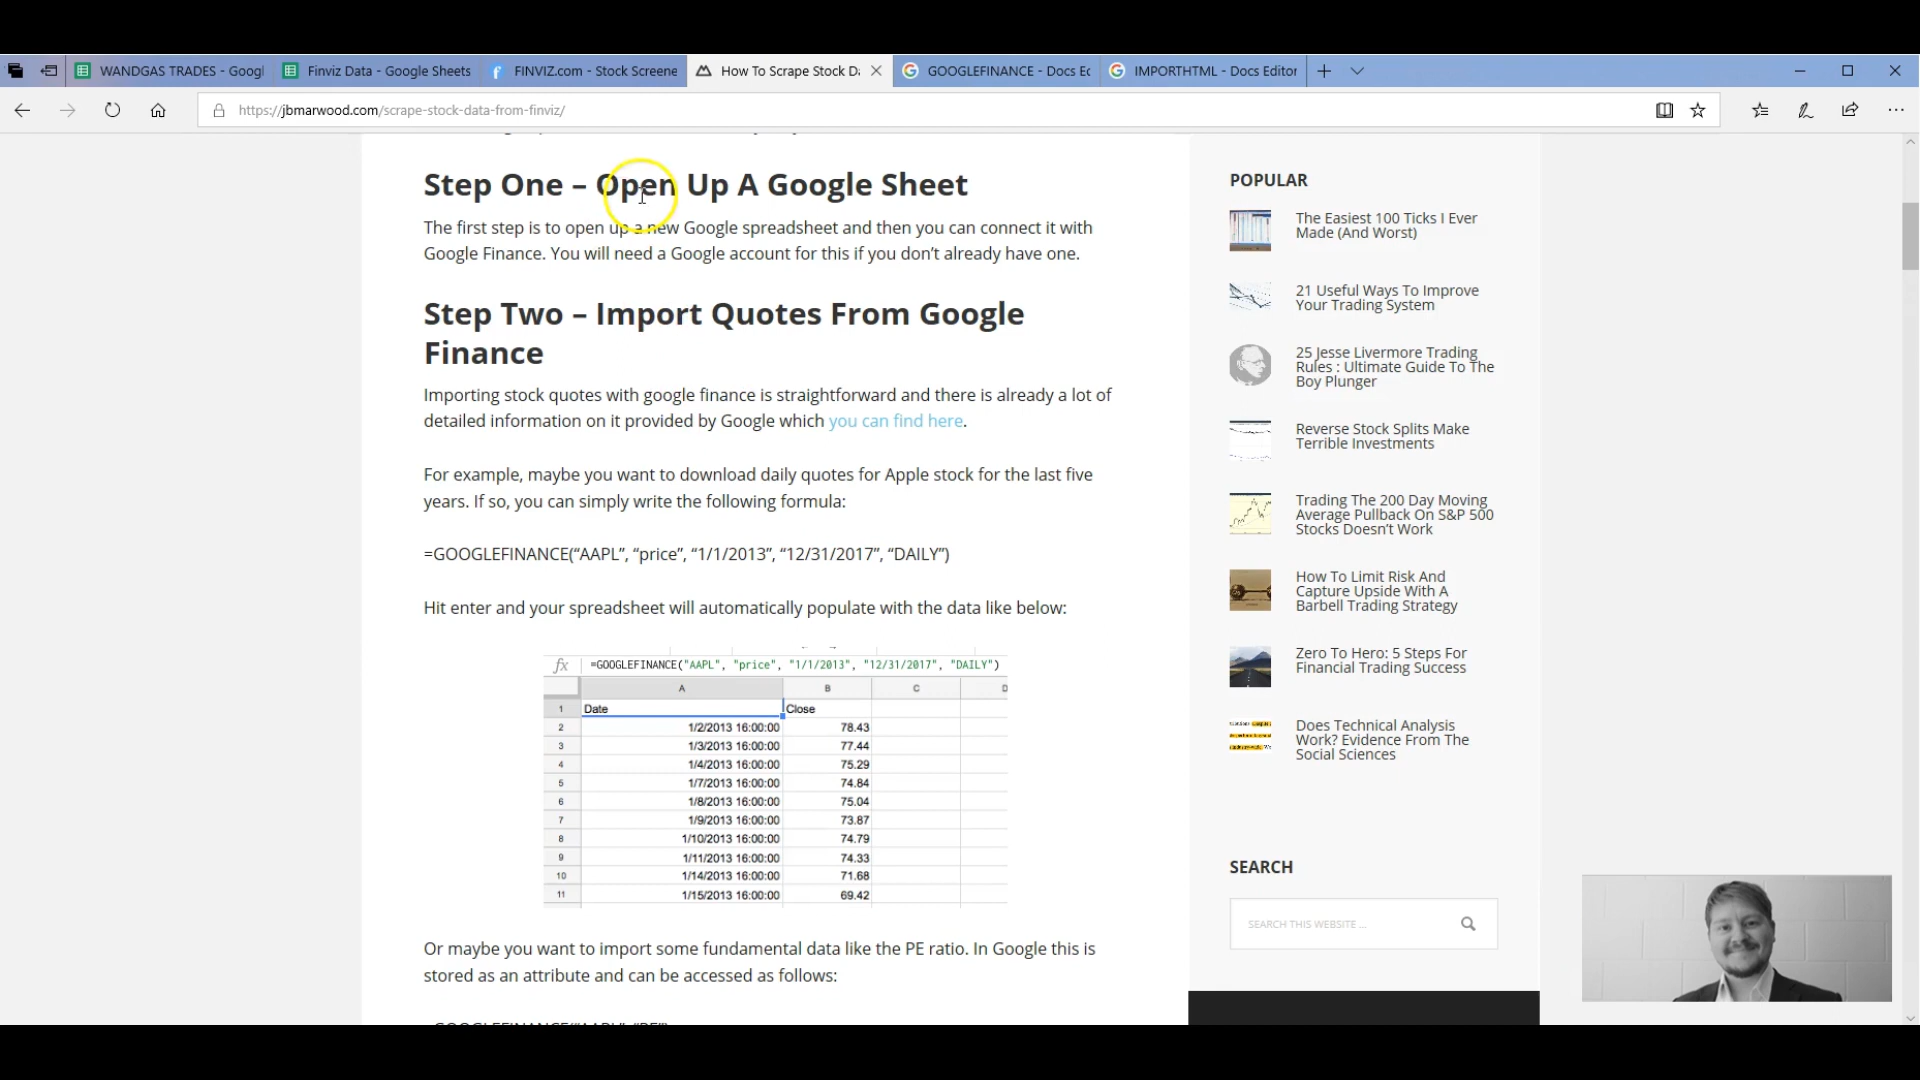 WANDGAS TRADES - Googl
Finviz Data - Google Sheets
FINVIZ.com - Stock Screene
How To Scrape Stock Da
GOOGLEFINANCE - Docs Ec
IMPORTHTML - Docs Editor
https://jbmarwood.com/scrape-stock-data-from-finviz/
Step One – Open Up A Google Sheet
The first step is to open up a new Google spreadsheet and then you can connect it with
Google Finance. You will need a Google account for this if you don’t already have one.
Step Two – Import Quotes From Google
Finance
Importing stock quotes with google finance is straightforward and there is already a lot of
detailed information on it provided by Google which you can find here.
For example, maybe you want to download daily quotes for Apple stock for the last five
years. If so, you can simply write the following formula:
=GOOGLEFINANCE(“AAPL”, “price”, “1/1/2013”, “12/31/2017”, “DAILY”)
Hit enter and your spreadsheet will automatically populate with the data like below:
fx =GOOGLEFINANCE("AAPL", "price", "1/1/2013", "12/31/2017", "DAILY")
A B C D
1 Date Close
2 1/2/2013 16:00:00 78.43
3 1/3/2013 16:00:00 77.44
4 1/4/2013 16:00:00 75.29
5 1/7/2013 16:00:00 74.84
6 1/8/2013 16:00:00 75.04
7 1/9/2013 16:00:00 73.87
8 1/10/2013 16:00:00 74.79
9 1/11/2013 16:00:00 74.33
10 1/14/2013 16:00:00 71.68
11 1/15/2013 16:00:00 69.42
Or maybe you want to import some fundamental data like the PE ratio. In Google this is
stored as an attribute and can be accessed as follows:
POPULAR
The Easiest 100 Ticks I Ever
Made (And Worst)
21 Useful Ways To Improve
Your Trading System
25 Jesse Livermore Trading
Rules : Ultimate Guide To The
Boy Plunger
Reverse Stock Splits Make
Terrible Investments
Trading The 200 Day Moving
Average Pullback On S&P 500
Stocks Doesn’t Work
How To Limit Risk And
Capture Upside With A
Barbell Trading Strategy
Zero To Hero: 5 Steps For
Financial Trading Success
Does Technical Analysis
Work? Evidence From The
Social Sciences
SEARCH
SEARCH THIS WEBSITE ...